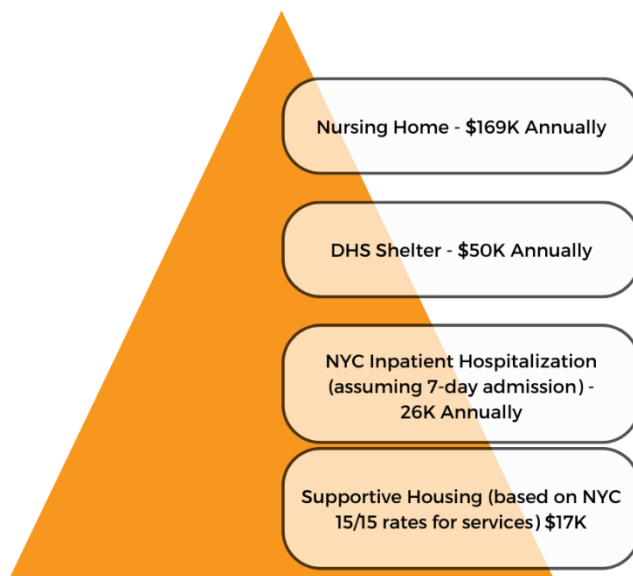 Nursing Home - $169K Annually
DHS Shelter - $50K Annually
NYC Inpatient Hospitalization
(assuming 7-day admission) -
26K Annually
Supportive Housing (based on NYC
15/15 rates for services) $17K